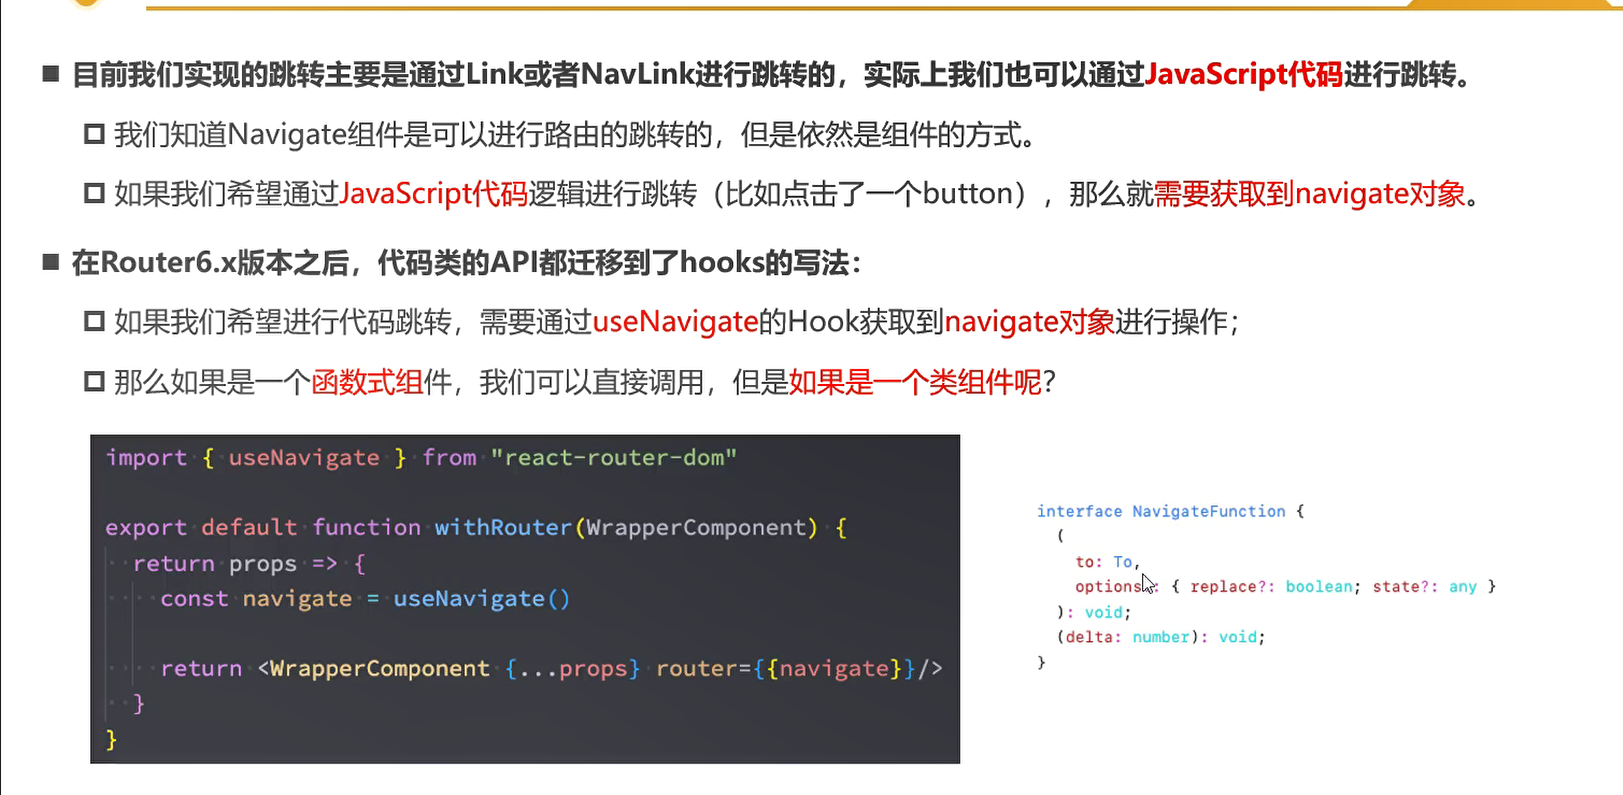 目前我们实现的跳转主要是通过Link或者NavLink进行跳转的，实际上我们也可以通过JavaScript代码进行跳转。
我们知道Navigate组件是可以进行路由的跳转的，但是依然是组件的方式。
如果我们希望通过JavaScript代码逻辑进行跳转（比如点击了一个button），那么就需要获取到navigate对象。
在Router6.x版本之后，代码类的API都迁移到了hooks的写法：
如果我们希望进行代码跳转，需要通过useNavigate的Hook获取到navigate对象进行操作；
那么如果是一个函数式组件，我们可以直接调用，但是如果是一个类组件呢？
import { useNavigate } from "react-router-dom"
export default function withRouter(WrapperComponent) {
return props => {
const navigate = useNavigate()
return <WrapperComponent {...props} router={{navigate}}/>
}
}
interface NavigateFunction {
(
to: To,
options?: { replace?: boolean; state?: any }
): void;
(delta: number): void;
}